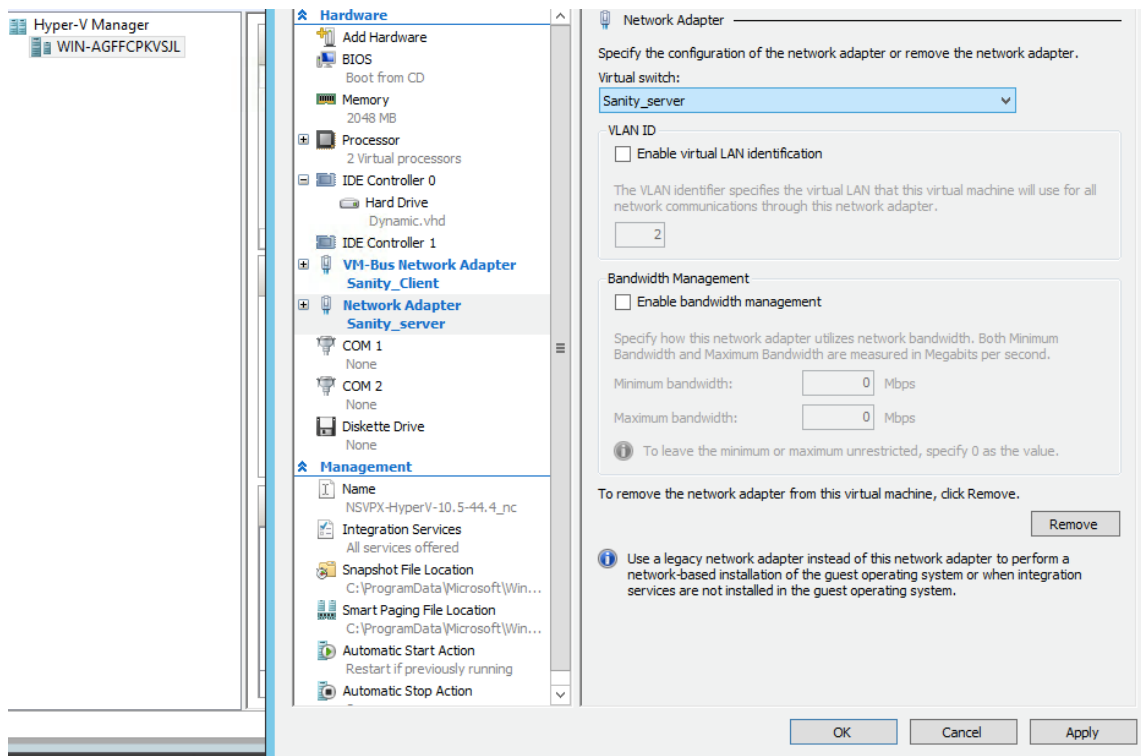 Hyper-V Manager
WIN-AGFFCPKVSJL
Hardware
Add Hardware
BIOS
Boot from CD
Memory
2048 MB
Processor
2 Virtual processors
IDE Controller 0
Hard Drive
Dynamic.vhd
IDE Controller 1
VM-Bus Network Adapter
Sanity_Client
Network Adapter
Sanity_server
COM 1
None
COM 2
None
Diskette Drive
None
Management
Name
NSVPX-HyperV-10.5-44.4_nc
Integration Services
All services offered
Snapshot File Location
C:\ProgramData\Microsoft\Win...
Smart Paging File Location
C:\ProgramData\Microsoft\Win...
Automatic Start Action
Restart if previously running
Automatic Stop Action
Network Adapter
Specify the configuration of the network adapter or remove the network adapter.
Virtual switch:
Sanity_server
VLAN ID
Enable virtual LAN identification
The VLAN identifier specifies the virtual LAN that this virtual machine will use for all
network communications through this network adapter.
2
Bandwidth Management
Enable bandwidth management
Specify how this network adapter utilizes network bandwidth. Both Minimum
Bandwidth and Maximum Bandwidth are measured in Megabits per second.
Minimum bandwidth: 0 Mbps
Maximum bandwidth: 0 Mbps
To leave the minimum or maximum unrestricted, specify 0 as the value.
To remove the network adapter from this virtual machine, click Remove.
Remove
Use a legacy network adapter instead of this network adapter to perform a
network-based installation of the guest operating system or when integration
services are not installed in the guest operating system.
OK Cancel Apply